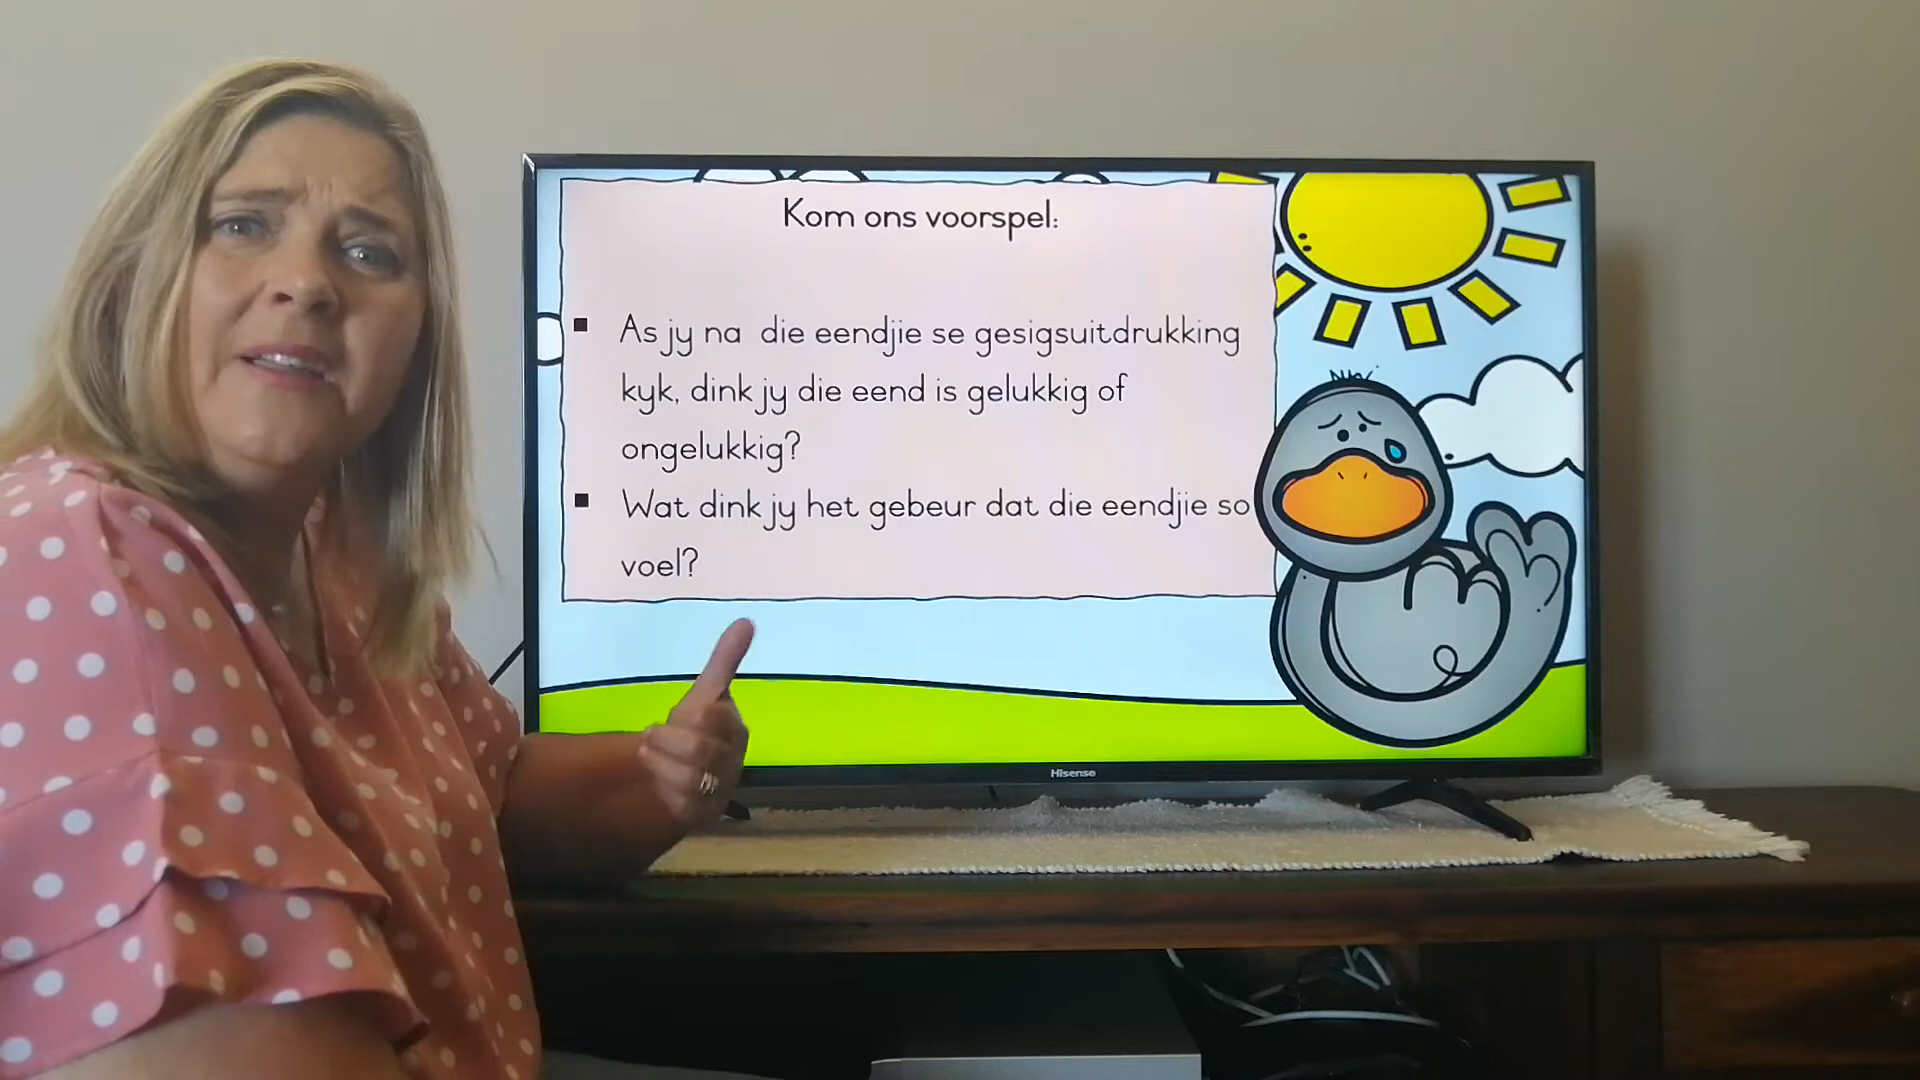 Kom ons voorspel:
As jy na die eendjie se gesigsuitdrukking
kyk, dink jy die eend is gelukkig of
ongelukkig?
Wat dink jy het gebeur dat die eendjie so
voel?
Hisense